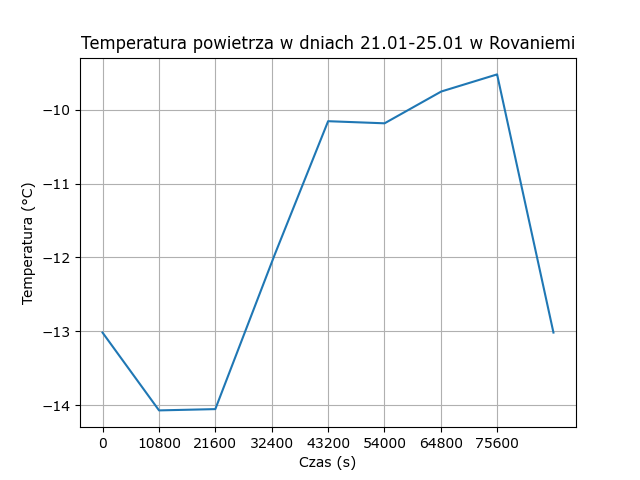 Temperatura powietrza w dniach 21.01-25.01 w Rovaniemi
Temperatura (°C)
−10
−11
−12
−13
−14
0 10800 21600 32400 43200 54000 64800 75600
Czas (s)